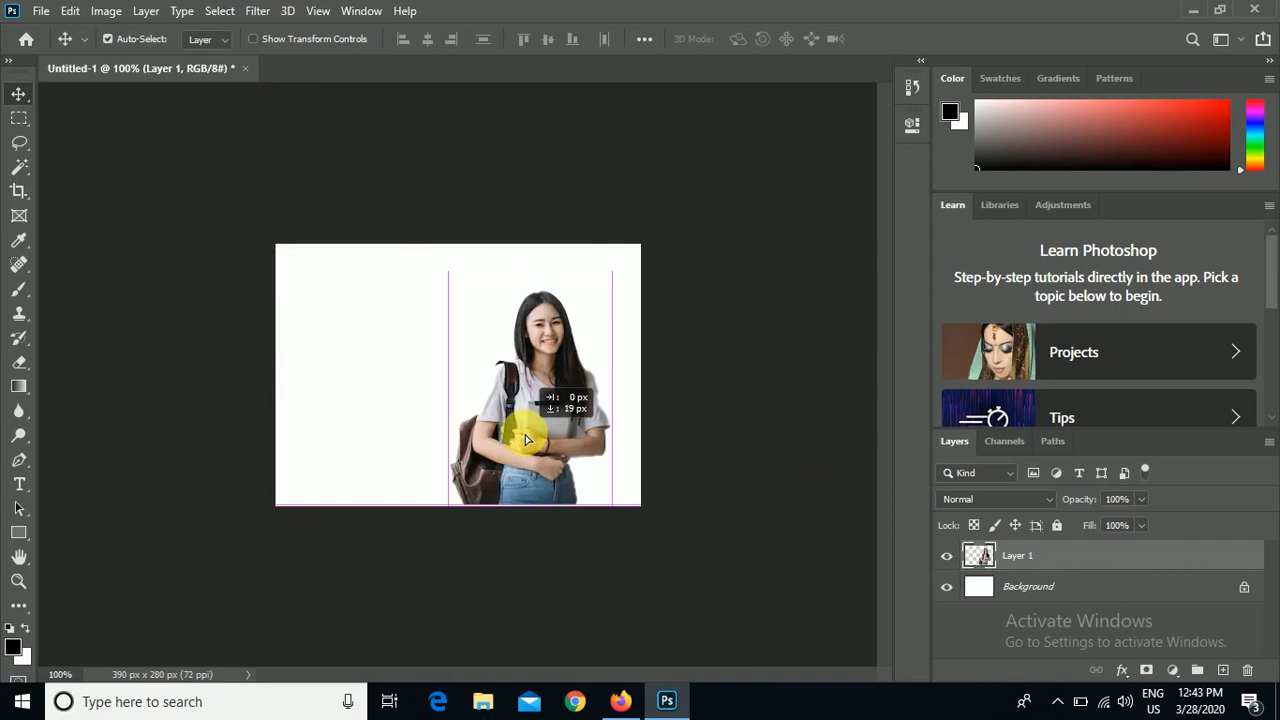 Ps File Edit Image Layer Type Select Filter 3D View Window Help
Auto-Select: Layer Show Transform Controls 3D Mode:
Untitled-1 @ 100% (Layer 1, RGB/8#) *
Color Swatches Gradients Patterns
Learn Libraries Adjustments
Learn Photoshop
Step-by-step tutorials directly in the app. Pick a
topic below to begin.
Projects
Tips
Layers Channels Paths
Kind
Normal Opacity: 100%
Lock: Fill: 100%
Layer 1
Background
0 px
19 px
Activate Windows
Go to Settings to activate Windows.
100% 390 px x 280 px (72 ppi)
Type here to search
Ps
ENG
US
12:43 PM
3/28/2020
3